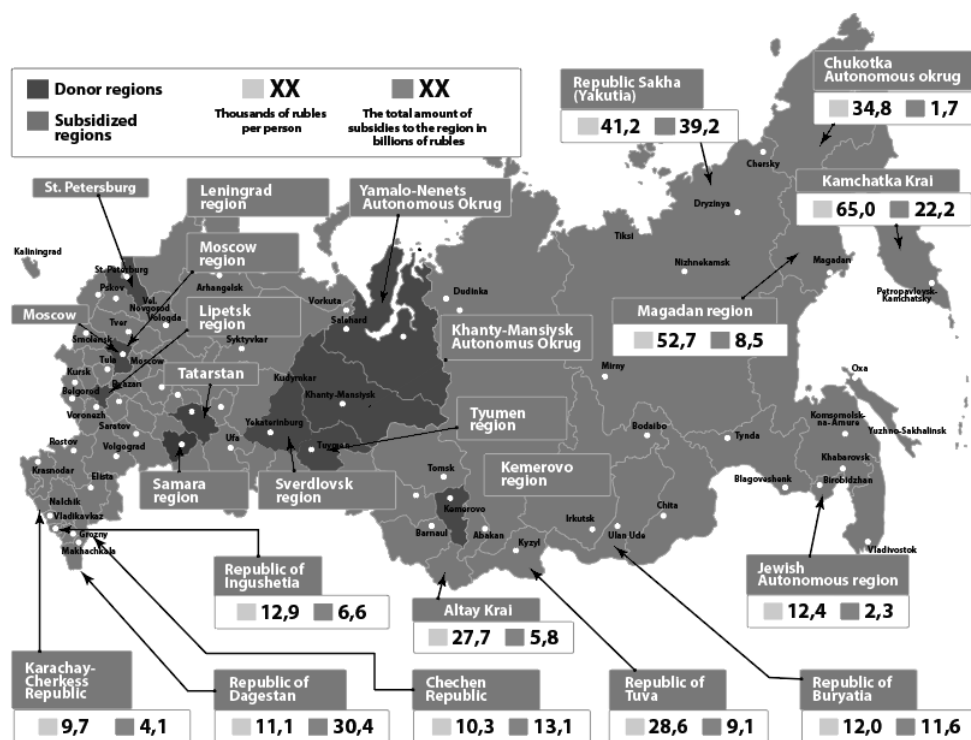 Donor regions
Subsidized
regions
XX
Thousands of rubles
per person
XX
The total amount of
subsidies to the region in
billions of rubles
Republic Sakha
(Yakutia)
41,2 39,2
Chukotka
Autonomous okrug
34,8 1,7
Kamchatka Krai
65,0 22,2
Magadan region
52,7 8,5
St. Petersburg
Leningrad
region
Yamalo-Nenets
Autonomous Okrug
Moscow
region
Moscow
Lipetsk
region
Tatarstan
Khanty-Mansiysk
Autonomus Okrug
Tyumen
region
Samara
region
Sverdlovsk
region
Kemerovo
region
Kaliningrad
St. Petersburg
Pskov
Vel.
Novgorod
Vologda
Arhangelsk
Tver
Smolensk
Moscow
Tula
Kursk
Ryazan
Belgorod
Voronezh
Saratov
Rostov
Volgograd
Krasnodar
Elista
Nalchik
Vladikavkaz
Grozny
Makhachkala
Syktyvkar
Vorkuta
Salehard
Kudymkar
Khanty-Mansiysk
Yekaterinburg
Ufa
Dudinka
Tomsk
Kemerovo
Barnaul
Abakan
Kyzyl
Irkutsk
Ulan Ude
Chita
Bodaibo
Mirny
Tiksi
Dryzinya
Chersky
Nizhnekamsk
Magadan
Petropavloysk-
Kamchatsky
Oxa
Komsomolsk-
na-Amure
Yuzhno-Sakhalinsk
Tynda
Khabarovsk
Blagoveshenk
Birobidzhan
Vladivostok
Republic of
Ingushetia
12,9 6,6
Altay Krai
27,7 5,8
Jewish
Autonomous region
12,4 2,3
Karachay-
Cherkess
Republic
9,7 4,1
Republic of
Dagestan
11,1 30,4
Chechen
Republic
10,3 13,1
Republic of
Tuva
28,6 9,1
Republic of
Buryatia
12,0 11,6